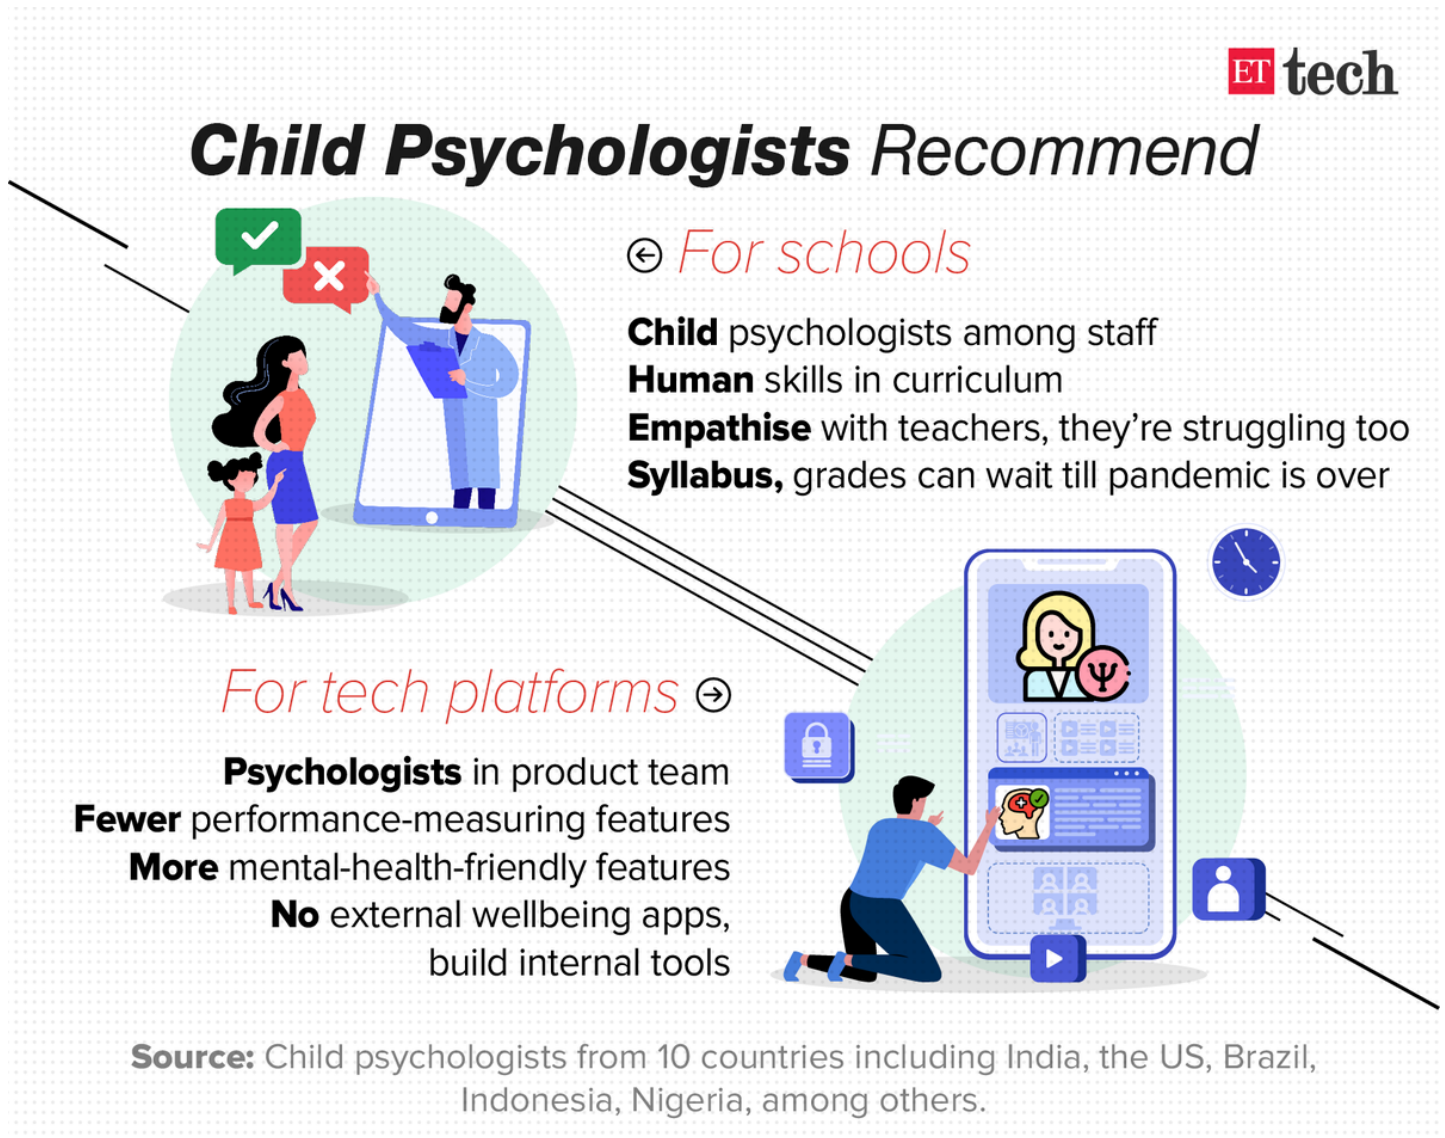 ET tech
Child Psychologists Recommend
For schools
Child psychologists among staff
Human skills in curriculum
Empathise with teachers, they're struggling too
Syllabus, grades can wait till pandemic is over
For tech platforms
Psychologists in product team
Fewer performance-measuring features
More mental-health-friendly features
No external wellbeing apps,
build internal tools
Source: Child psychologists from 10 countries including India, the US, Brazil,
Indonesia, Nigeria, among others.